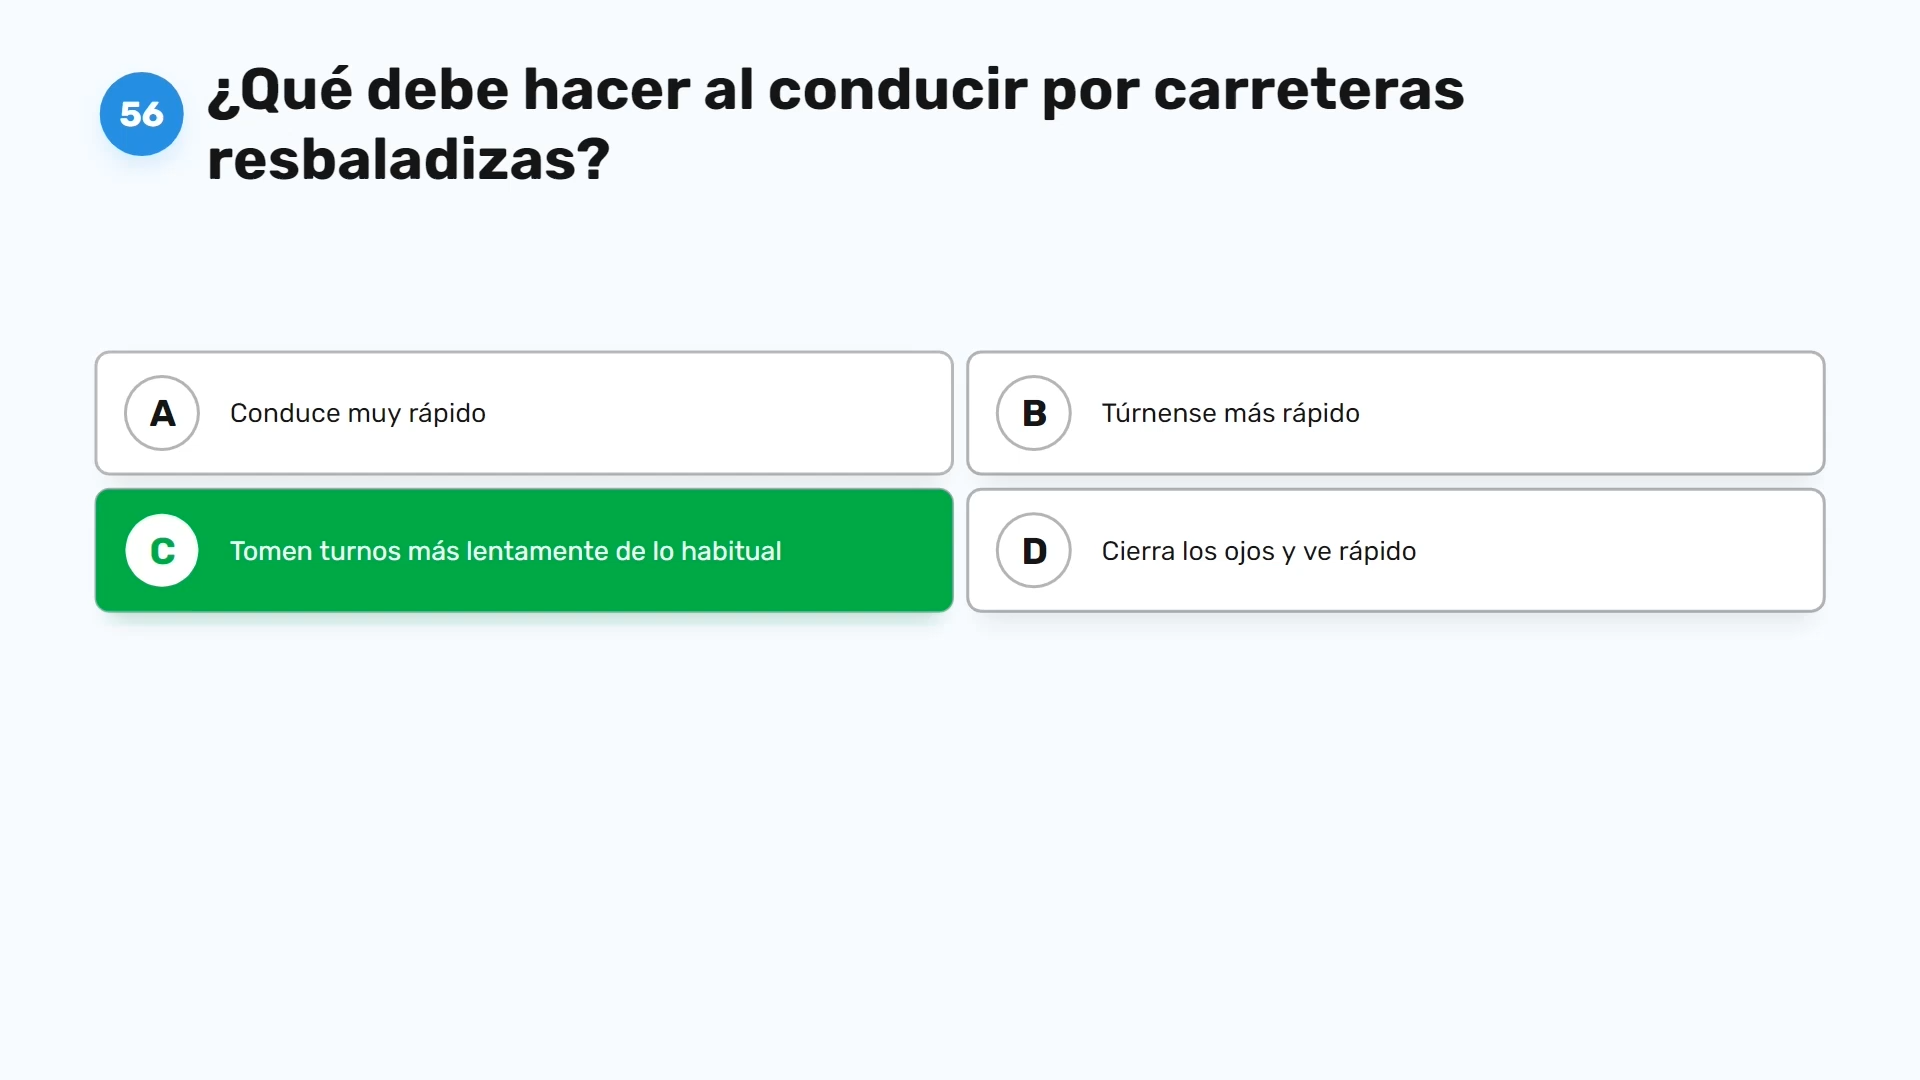 56
¿Qué debe hacer al conducir por carreteras
resbaladizas?
A Conduce muy rápido
B Túrnense más rápido
C Tomen turnos más lentamente de lo habitual
D Cierra los ojos y ve rápido